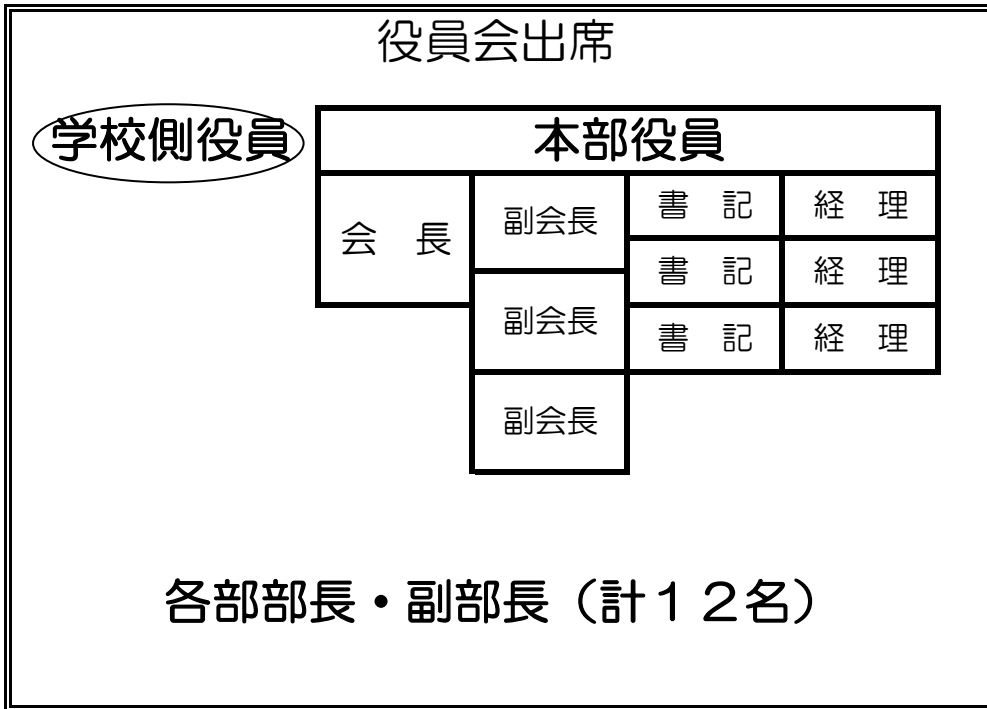 役員会出席
学校側役員
本部役員
会　長
副会長
書　記
経　理
書　記
経　理
副会長
書　記
経　理
副会長
各部部長・副部長（計１２名）